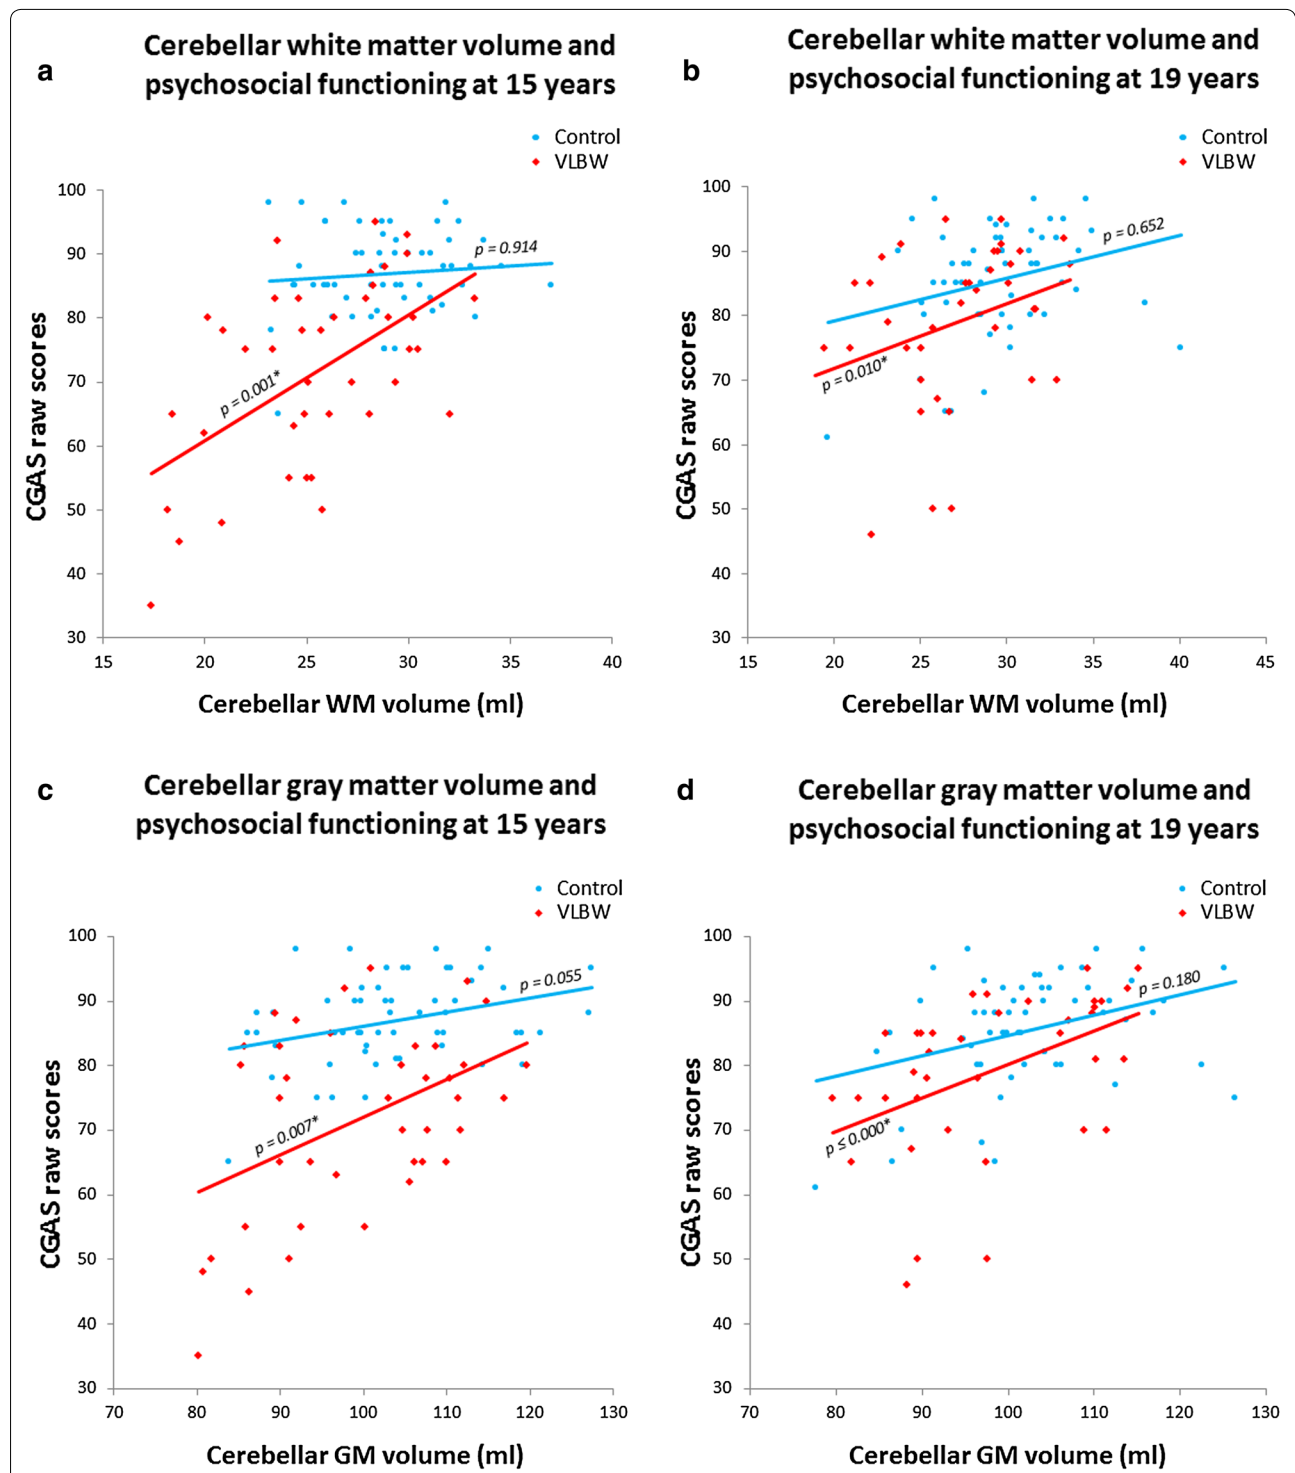 a
Cerebellar white matter volume and
psychosocial functioning at 15 years
Control
VLBW
100
90
80
70
60
50
40
30
15 20 25 30 35 40
p = 0.914
p = 0.001*
CGAS raw scores
Cerebellar WM volume (ml)
b
Cerebellar white matter volume and
psychosocial functioning at 19 years
Control
VLBW
100
90
80
70
60
50
40
30
15 20 25 30 35 40 45
p = 0.652
p = 0.010*
CGAS raw scores
Cerebellar WM volume (ml)
c
Cerebellar gray matter volume and
psychosocial functioning at 15 years
Control
VLBW
100
90
80
70
60
50
40
30
70 80 90 100 110 120 130
p = 0.055
p = 0.007*
CGAS raw scores
Cerebellar GM volume (ml)
d
Cerebellar gray matter volume and
psychosocial functioning at 19 years
Control
VLBW
100
90
80
70
60
50
40
30
70 80 90 100 110 120 130
p = 0.180
p ≤ 0.000*
CGAS raw scores
Cerebellar GM volume (ml)